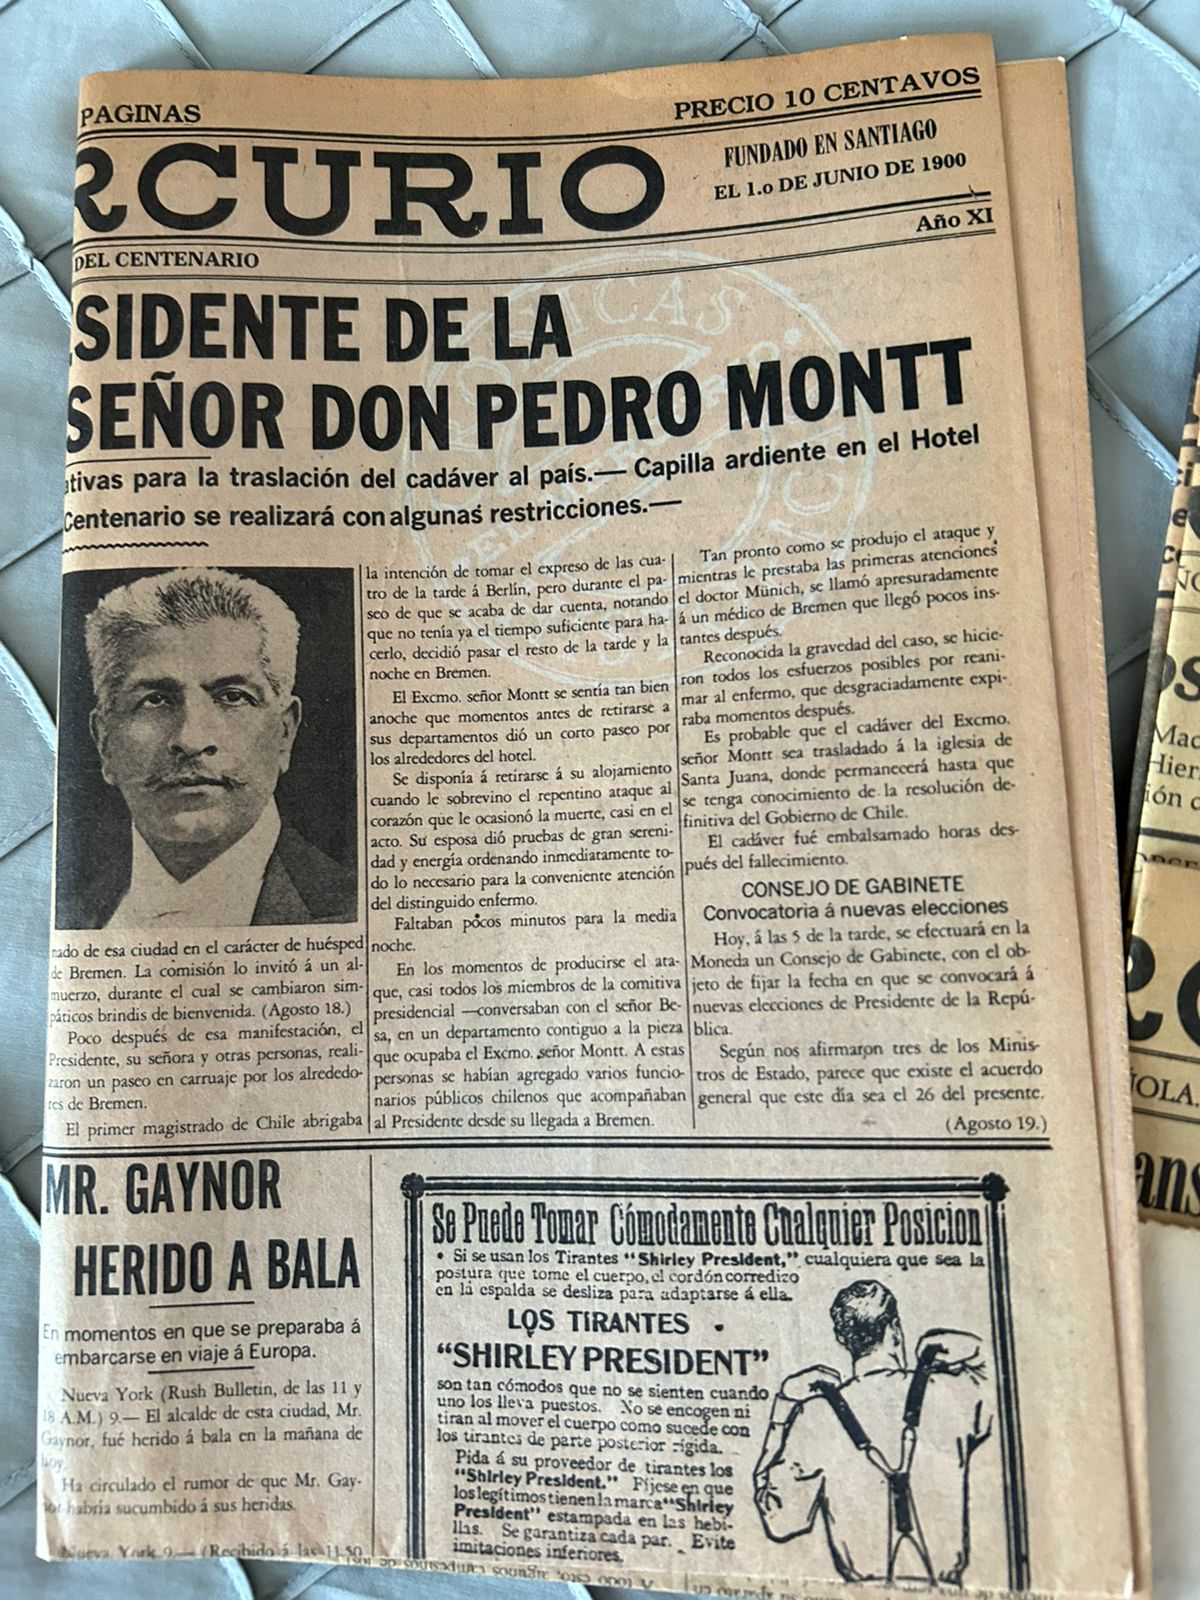 PAGINAS
PRECIO 10 CENTAVOS
RCURIO
FUNDADO EN SANTIAGO
EL 1.o DE JUNIO DE 1900
Año XI
DEL CENTENARIO
SIDENTE DE LA
SEÑOR DON PEDRO MONTT
ativas para la traslación del cadáver al país.— Capilla ardiente en el Hotel
Centenario se realizará con algunas restricciones.—
nado de esa ciudad en el carácter de huésped
de Bremen. La comisión lo invitó á un al-
muerzo, durante el cual se cambiaron sim-
páticos brindis de bienvenida. (Agosto 18.)
Poco después de esa manifestación, el
Presidente, su señora y otras personas, reali-
zaron un paseo en carruaje por los alrededo-
res de Bremen.
El primer magistrado de Chile abrigaba
la intención de tomar el expreso de las cua-
tro de la tarde á Berlín, pero durante el pa-
seo de que se acaba de dar cuenta, notando
que no tenía ya el tiempo suficiente para ha-
cerlo, decidió pasar el resto de la tarde y la
noche en Bremen.
El Excmo. señor Montt se sentía tan bien
anoche que momentos antes de retirarse a
sus departamentos dió un corto paseo por
los alrededores del hotel.
Se disponía á retirarse á su alojamiento
cuando le sobrevino el repentino ataque al
corazón que le ocasionó la muerte, casi en el
acto. Su esposa dió pruebas de gran sereni-
dad y energía ordenando inmediatamente to-
do lo necesario para la conveniente atención
del distinguido enfermo.
Faltaban pocos minutos para la media
noche.
En los momentos de producirse el ata-
que, casi todos los miembros de la comitiva
presidencial —conversaban con el señor Be-
sa, en un departamento contiguo a la pieza
que ocupaba el Excmo. señor Montt. A estas
personas se habían agregado varios funcio-
narios públicos chilenos que acompañaban
al Presidente desde su llegada a Bremen.
Tan pronto como se produjo el ataque y
mientras le prestaba las primeras atenciones
el doctor Münich, se llamó apresuradamente
á un médico de Bremen que llegó pocos ins-
tantes después.
Reconocida la gravedad del caso, se hicie-
ron todos los esfuerzos posibles por reani-
mar al enfermo, que desgraciadamente expi-
raba momentos después.
Es probable que el cadáver del Excmo.
señor Montt sea trasladado á la iglesia de
Santa Juana, donde permanecerá hasta que
se tenga conocimiento de la resolución de-
finitiva del Gobierno de Chile.
El cadáver fué embalsamado horas des-
pués del fallecimiento.
CONSEJO DE GABINETE
Convocatoria á nuevas elecciones
Hoy, á las 5 de la tarde, se efectuará en la
Moneda un Consejo de Gabinete, con el ob-
jeto de fijar la fecha en que se convocará á
nuevas elecciones de Presidente de la Repú-
blica.
Según nos afirmaron tres de los Minis-
tros de Estado, parece que existe el acuerdo
general que este día sea el 26 del presente.
(Agosto 19.)
MR. GAYNOR
HERIDO A BALA
En momentos en que se preparaba á
embarcarse en viaje á Europa.
Nueva York (Rush Bulletin, de las 11 y
18 A.M.) 9.— El alcalde de esta ciudad, Mr.
Gaynor, fué herido á bala en la mañana de
hoy.
Ha circulado el rumor de que Mr. Gay-
nor habría sucumbido á sus heridas.
Nueva York 9.— (Recibido á las 11.50
Se Puede Tomar Cómodamente Cualquier Posicion
Si se usan los Tirantes "Shirley President," cualquiera que sea la
postura que tome el cuerpo, el cordón corredizo
en la espalda se desliza para adaptarse á ella.
LOS TIRANTES
"SHIRLEY PRESIDENT"
son tan cómodos que no se sienten cuando
uno los lleva puestos. No se encogen ni
tiran al mover el cuerpo como sucede con
los tirantes de parte posterior rígida.
Pida á su proveedor de tirantes los
"Shirley President." Fíjese en que
los legítimos tienen la marca "Shirley
President" estampada en las hebi-
llas. Se garantiza cada par. Evite
imitaciones inferiores.